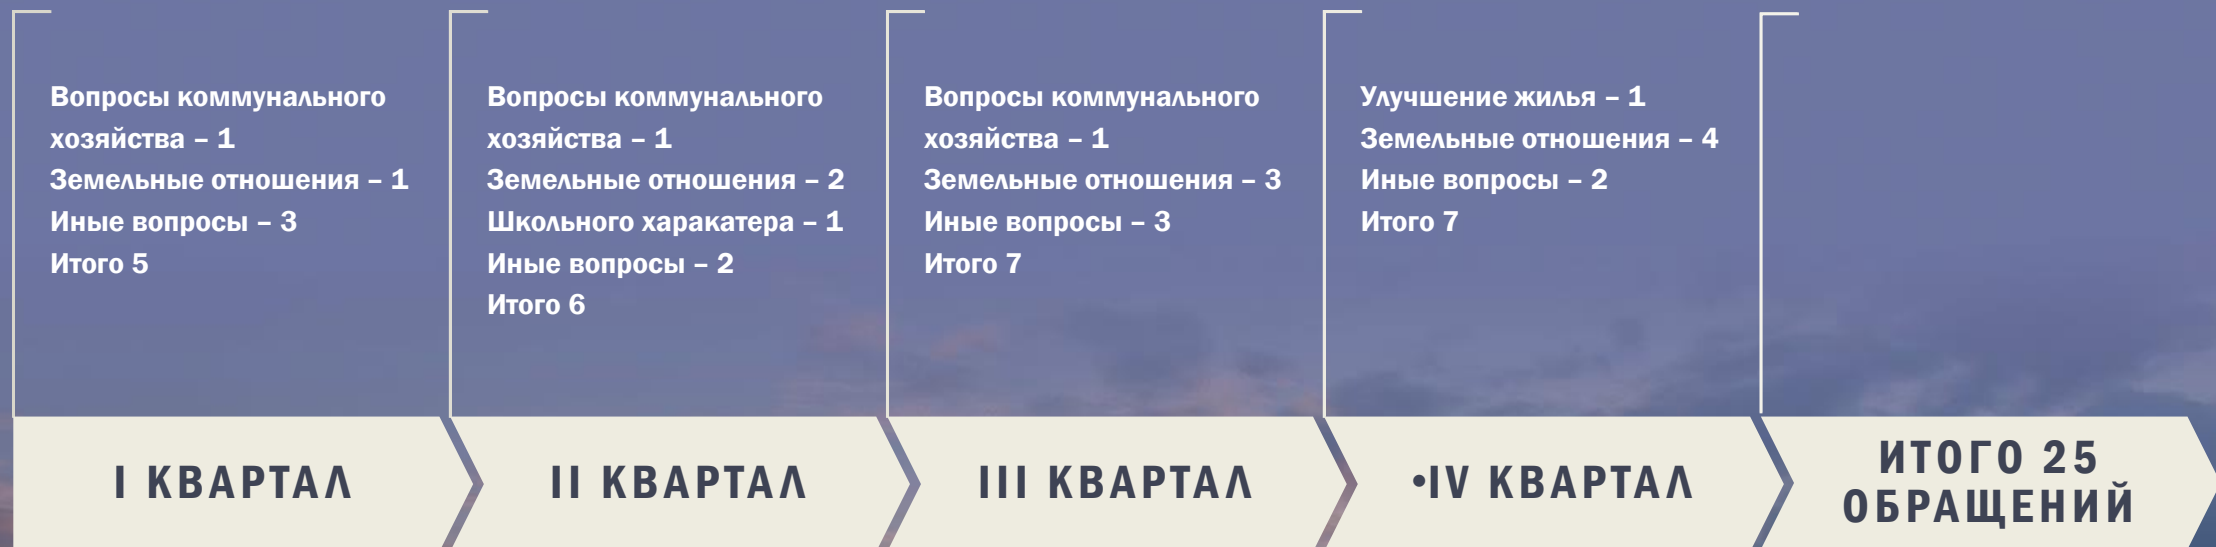 Вопросы коммунального
хозяйства – 1
Земельные отношения – 1
Иные вопросы – 3
Итого 5
Вопросы коммунального
хозяйства – 1
Земельные отношения – 2
Школьного харакатера – 1
Иные вопросы – 2
Итого 6
Вопросы коммунального
хозяйства – 1
Земельные отношения – 3
Иные вопросы – 3
Итого 7
Улучшение жилья – 1
Земельные отношения – 4
Иные вопросы – 2
Итого 7
I КВАРТАЛ
II КВАРТАЛ
III КВАРТАЛ
•IV КВАРТАЛ
ИТОГО 25
ОБРАЩЕНИЙ